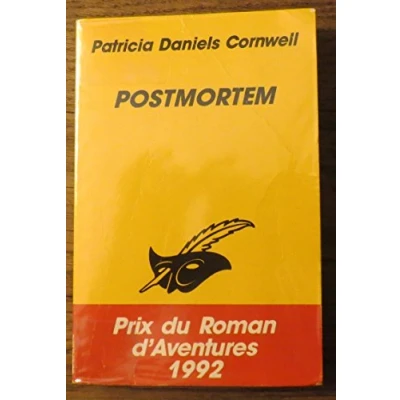 Patricia Daniels Cornwell
POSTMORTEM
Prix du Roman
d'Aventures
1992